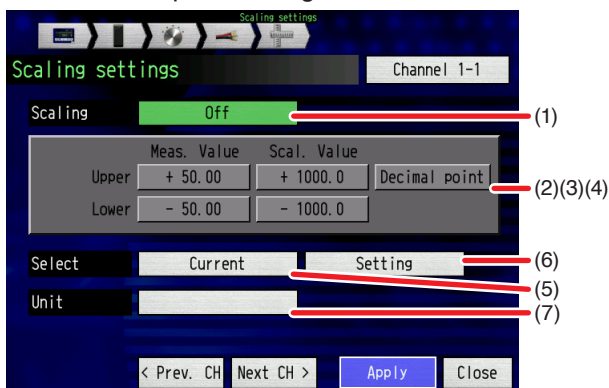 Scaling settings
Scaling settings
Channel 1-1
Scaling Off (1)
Meas. Value Scal. Value
Upper + 50.00 + 1000.0 Decimal point (2)(3)(4)
Lower - 50.00 - 1000.0
Select Current Setting (6)
(5)
Unit (7)
< Prev. CH Next CH > Apply Close